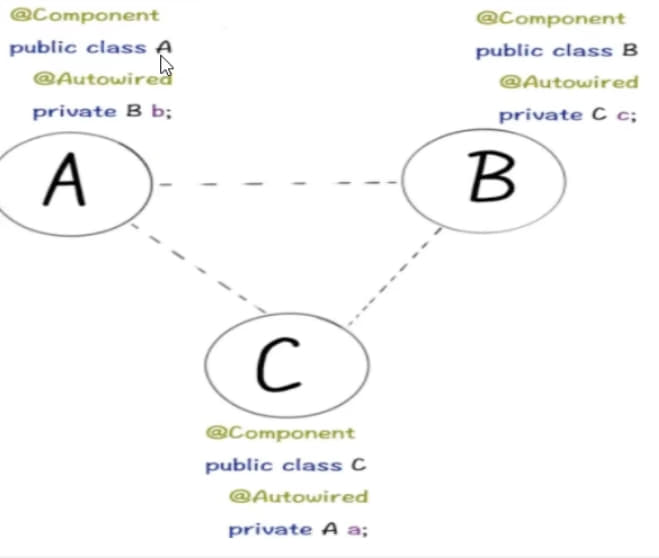 @Component
public class A
@Autowired
private B b;
A
@Component
public class B
@Autowired
private C c;
B
C
@Component
public class C
@Autowired
private A a;